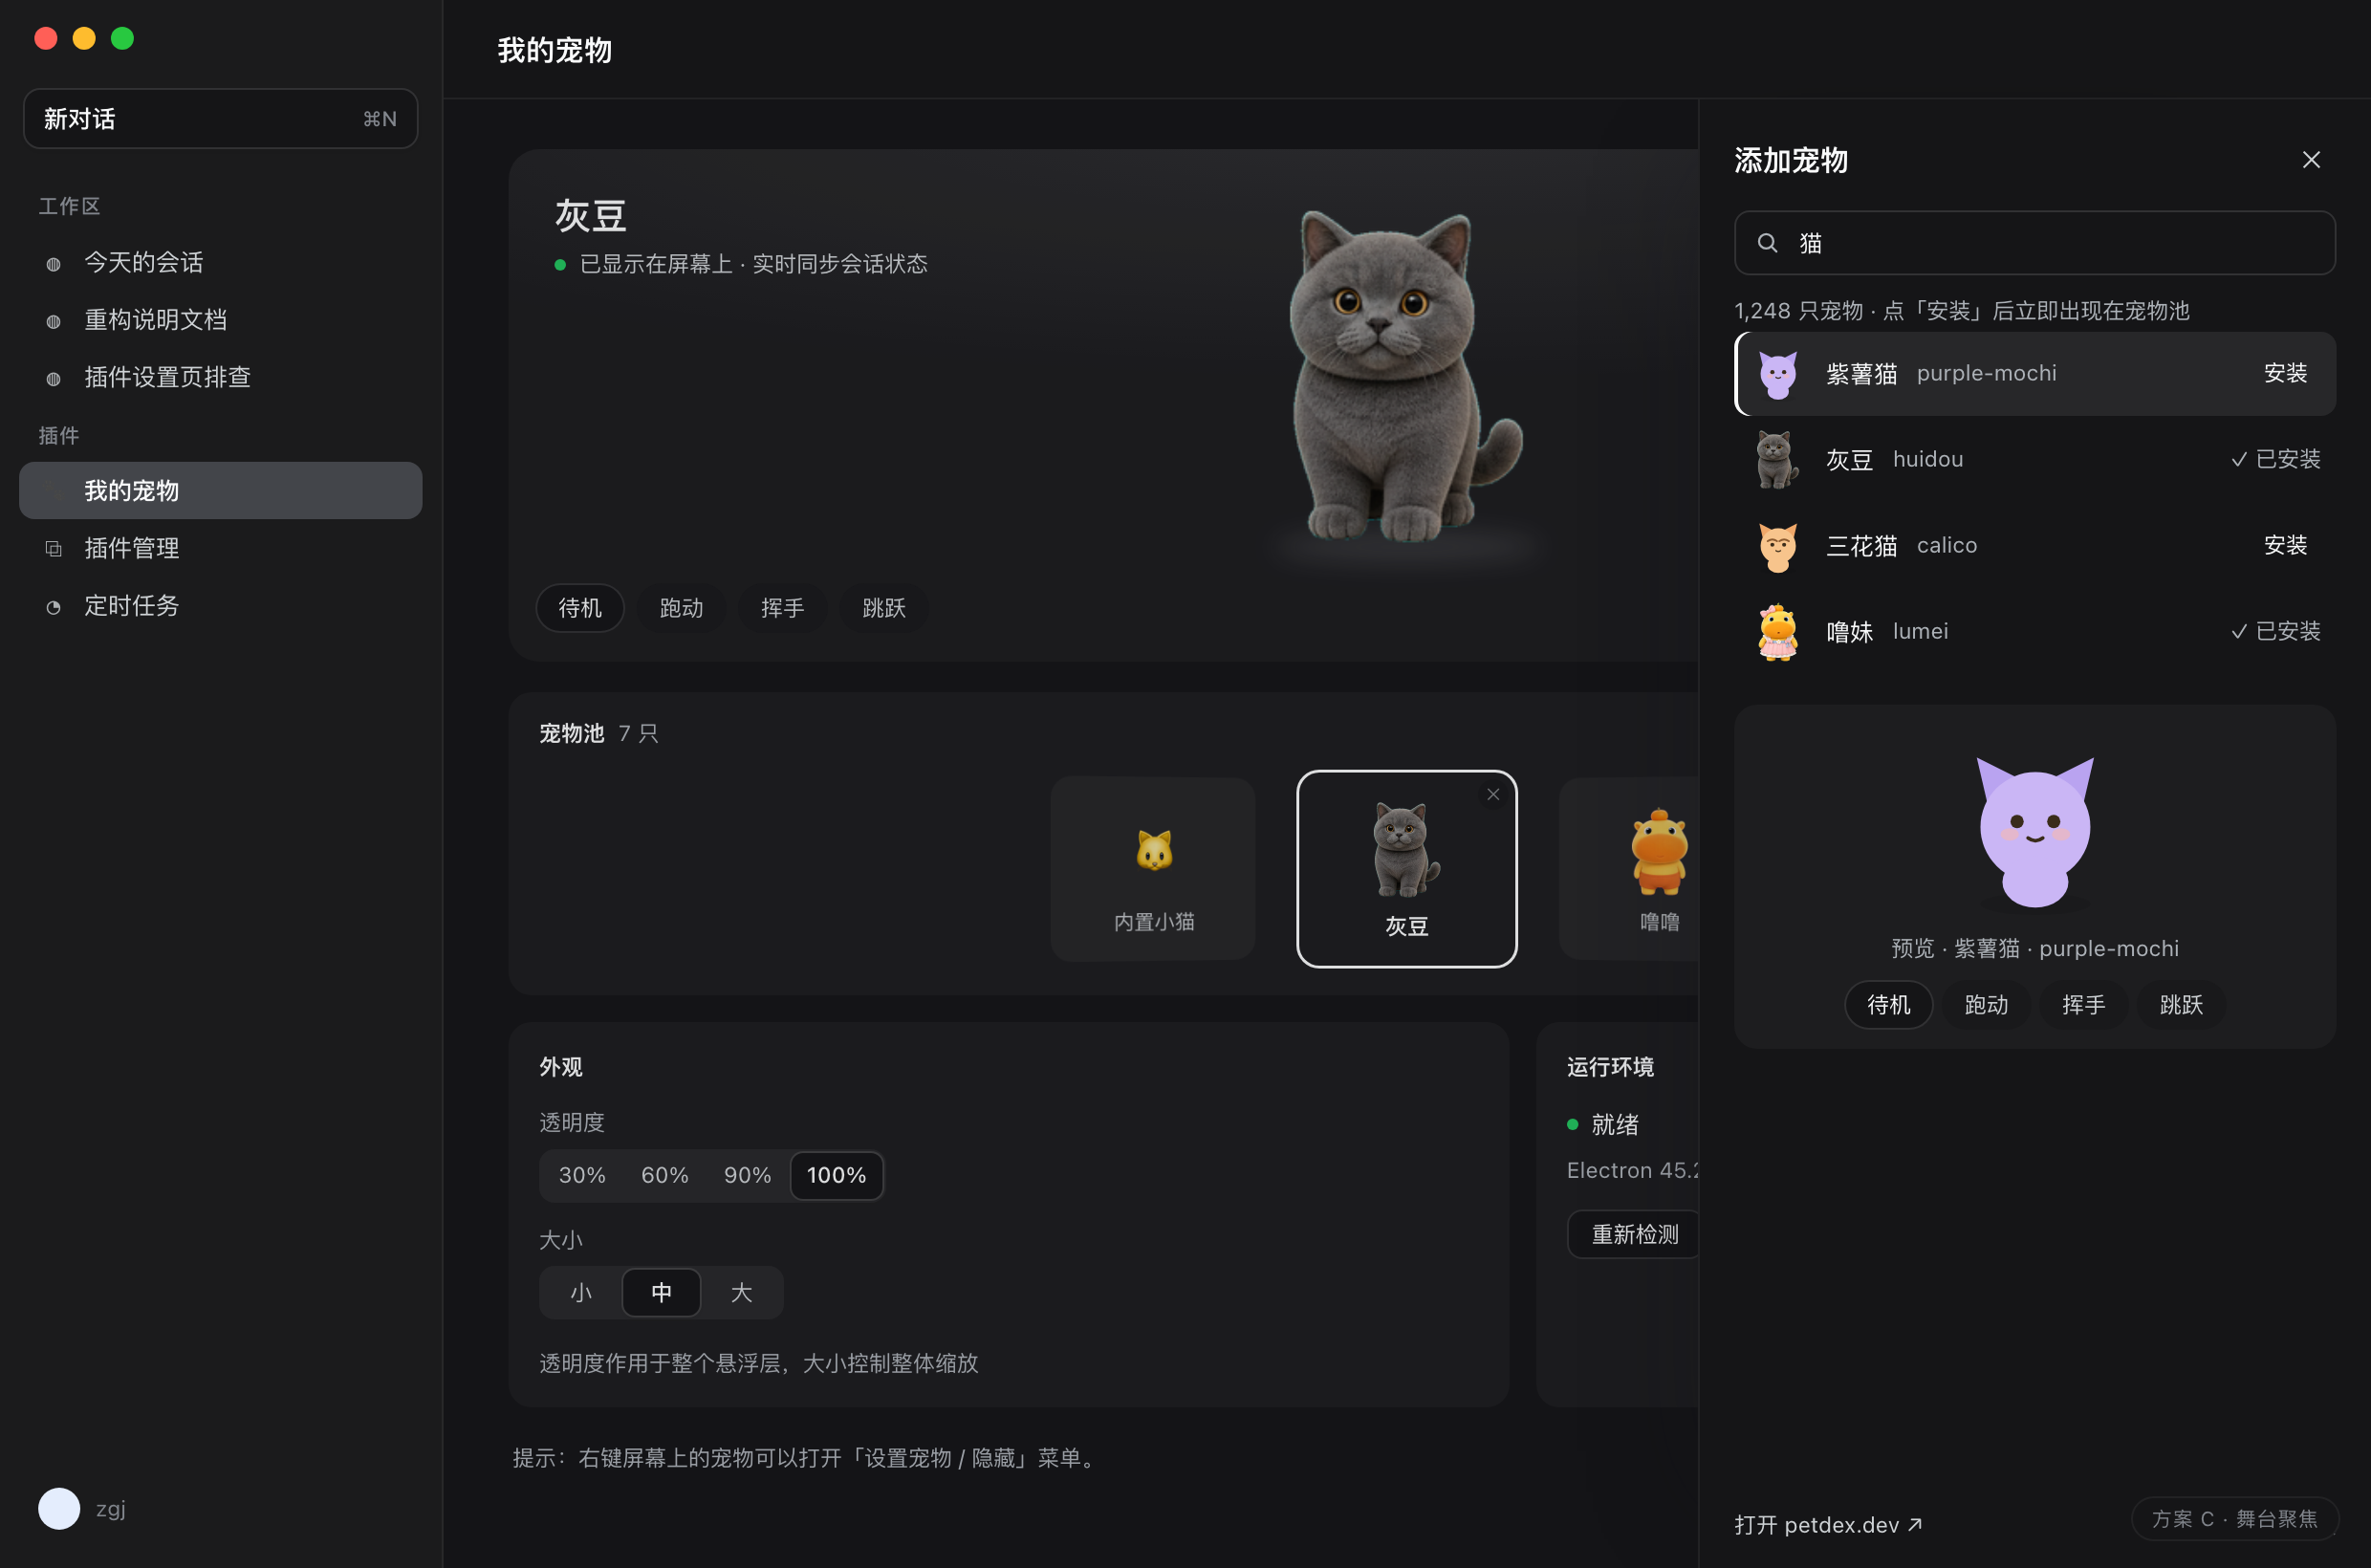 新对话 ⌘N
工作区
今天的会话
重构说明文档
插件设置页排查
插件
我的宠物
插件管理
定时任务
zgj
我的宠物
灰豆
已显示在屏幕上 · 实时同步会话状态
待机 跑动 挥手 跳跃
宠物池 7 只
内置小猫
灰豆
噜噜
外观
透明度
30% 60% 90% 100%
大小
小 中 大
透明度作用于整个悬浮层，大小控制整体缩放
运行环境
就绪
Electron 45.2
重新检测
提示：右键屏幕上的宠物可以打开「设置宠物 / 隐藏」菜单。
添加宠物
猫
1,248 只宠物 · 点「安装」后立即出现在宠物池
紫薯猫 purple-mochi 安装
灰豆 huidou ✓ 已安装
三花猫 calico 安装
噜妹 lumei ✓ 已安装
预览 · 紫薯猫 · purple-mochi
待机 跑动 挥手 跳跃
打开 petdex.dev ↗
方案 C · 舞台聚焦